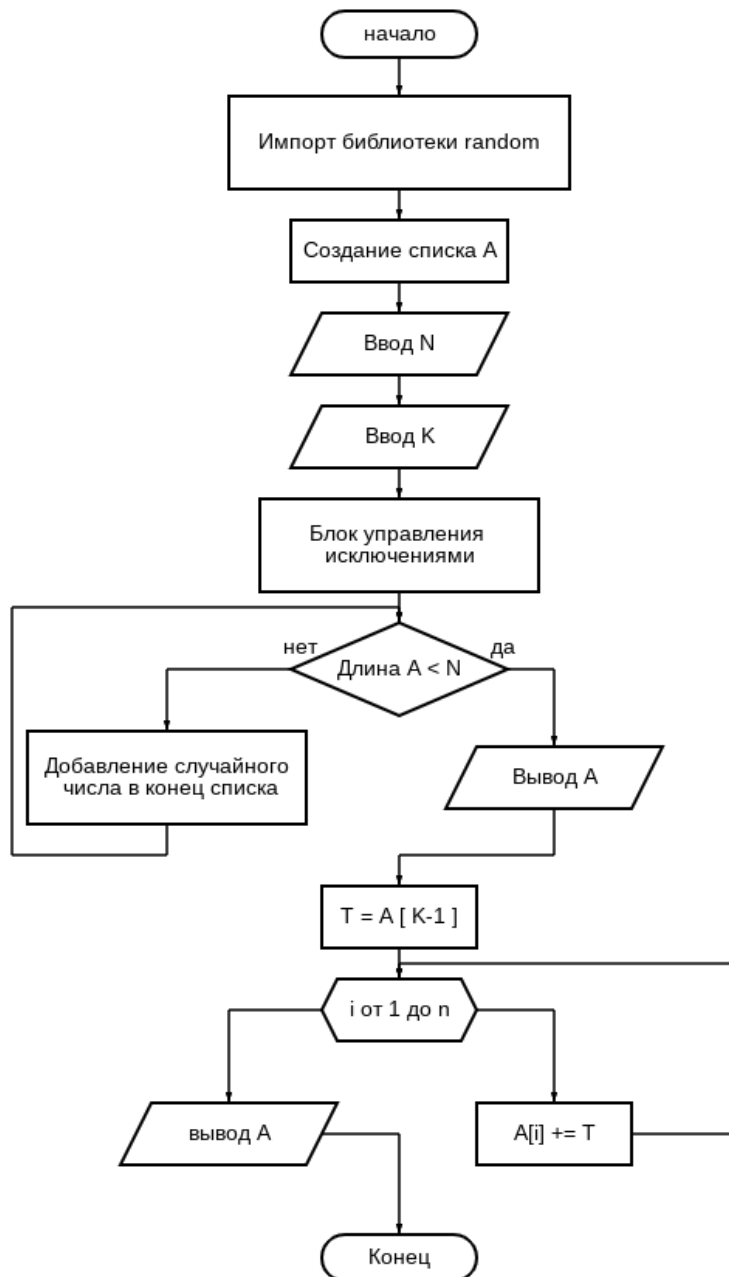 начало
Импорт библиотеки random
Создание списка A
Ввод N
Ввод K
Блок управления
исключениями
нет
да
Длина A < N
Добавление случайного
числа в конец списка
Вывод A
T = A [ K-1 ]
i от 1 до n
вывод A
A[i] += T
Конец